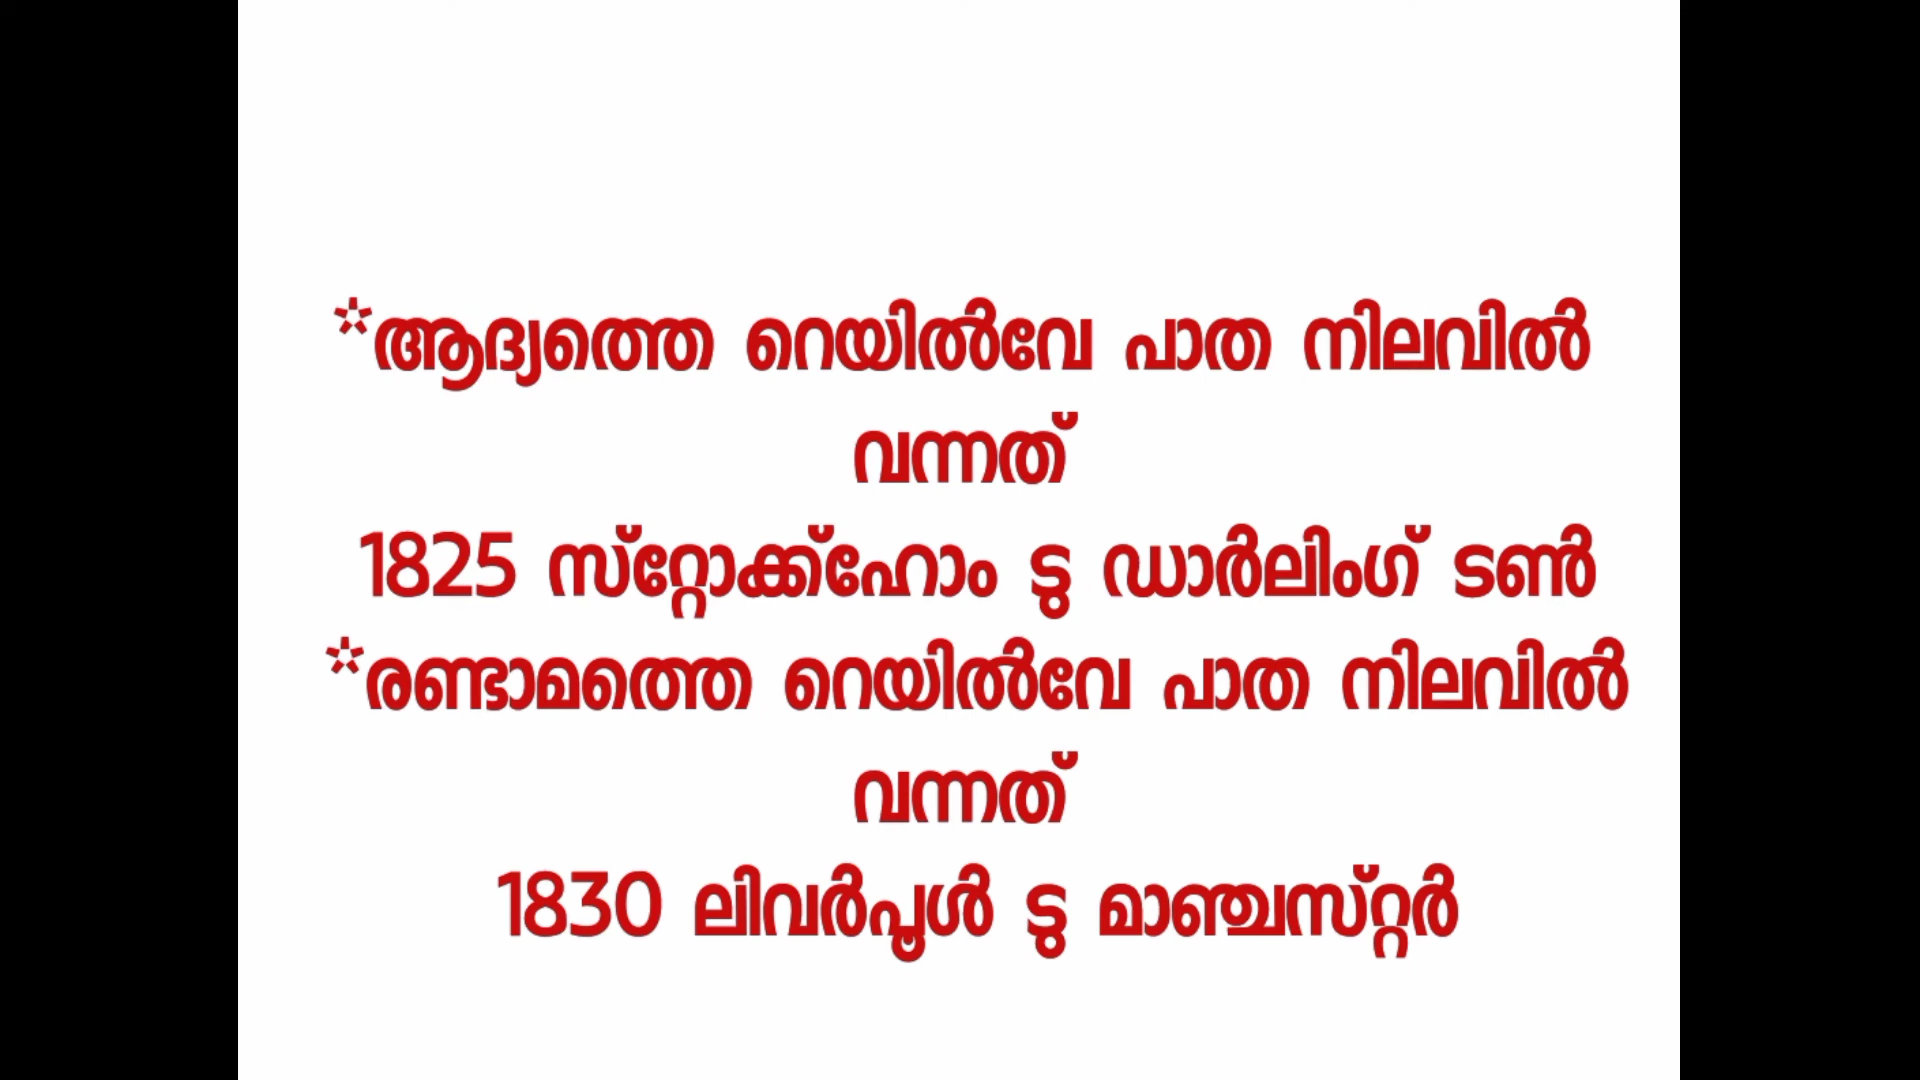 *ആദ്യത്തെ റെയിൽവേ പാത നിലവിൽ
വന്നത്
1825 സ്റ്റോക്ക്ഹോം ടു ഡാർലിംഗ് ടൺ
*രണ്ടാമത്തെ റെയിൽവേ പാത നിലവിൽ
വന്നത്
1830 ലിവർപൂൾ ടു മാഞ്ചസ്റ്റർ